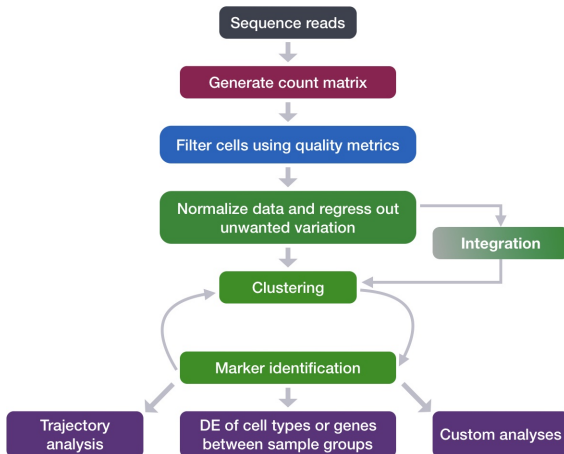 Sequence reads
Generate count matrix
Filter cells using quality metrics
Normalize data and regress out
unwanted variation
Integration
Clustering
Marker identification
Trajectory
analysis
DE of cell types or genes
between sample groups
Custom analyses